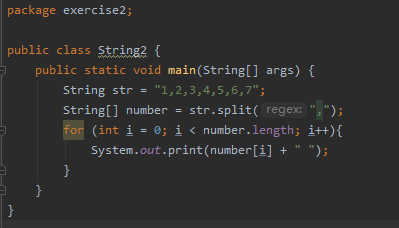 package exercise2;
public class String2 {
public static void main(String[] args) {
String str = "1,2,3,4,5,6,7";
String[] number = str.split( regex: ",");
for (int i = 0; i < number.length; i++){
System.out.print(number[i] + " ");
}
}
}